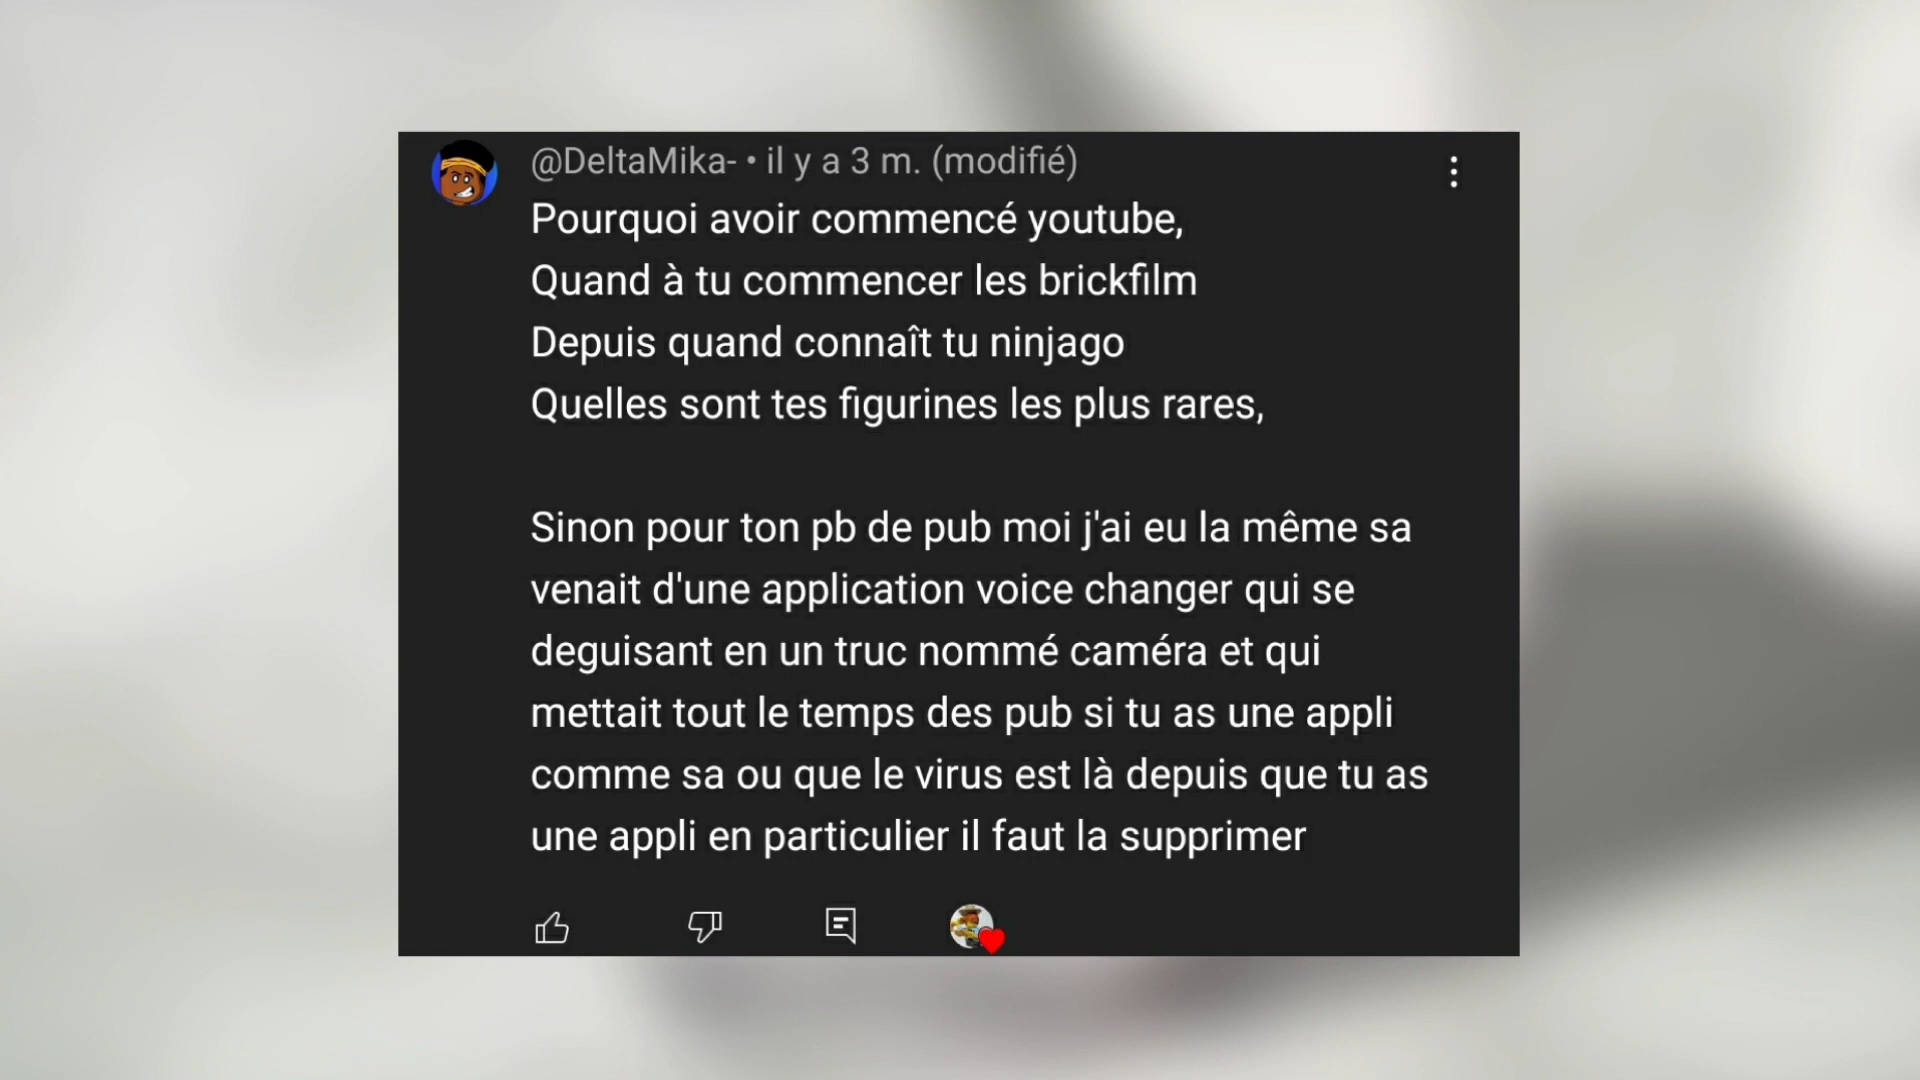 @DeltaMika- • il y a 3 m. (modifié)
Pourquoi avoir commencé youtube,
Quand à tu commencer les brickfilm
Depuis quand connaît tu ninjago
Quelles sont tes figurines les plus rares,
Sinon pour ton pb de pub moi j'ai eu la même sa
venait d'une application voice changer qui se
deguisant en un truc nommé caméra et qui
mettait tout le temps des pub si tu as une appli
comme sa ou que le virus est là depuis que tu as
une appli en particulier il faut la supprimer